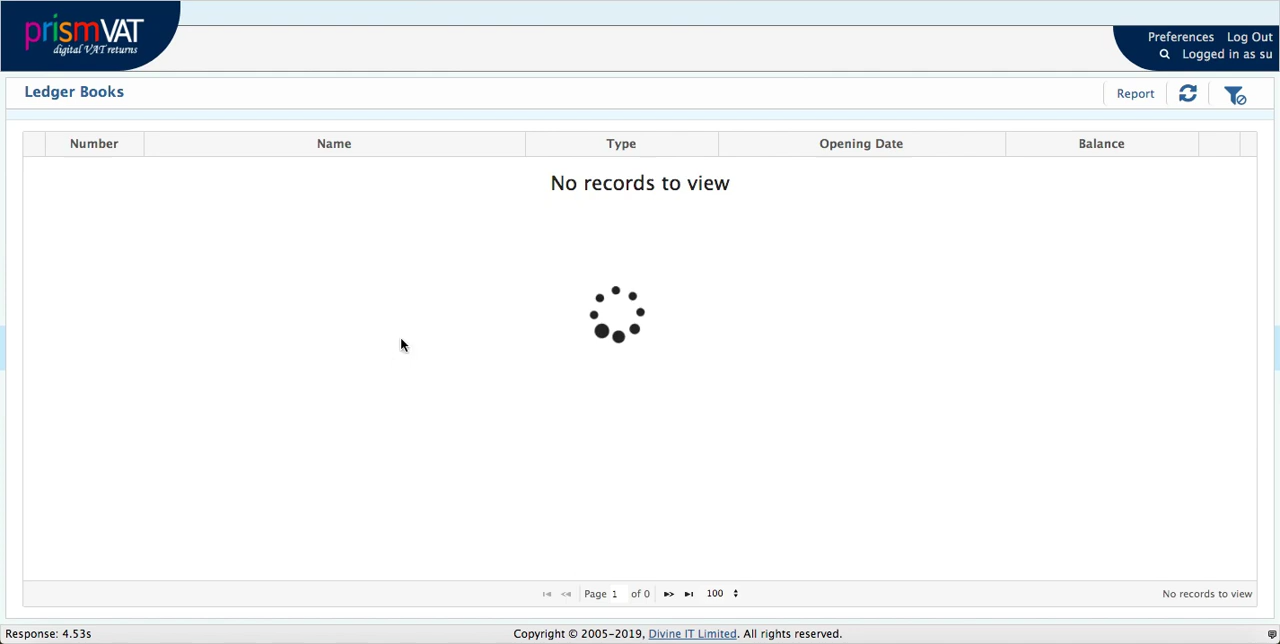 prismVAT
digital VAT returns
Preferences Log Out
Logged in as su
Ledger Books
Report
Number Name Type Opening Date Balance
No records to view
Page 1 of 0 100 No records to view
Response: 4.53s Copyright © 2005-2019, Divine IT Limited. All rights reserved.